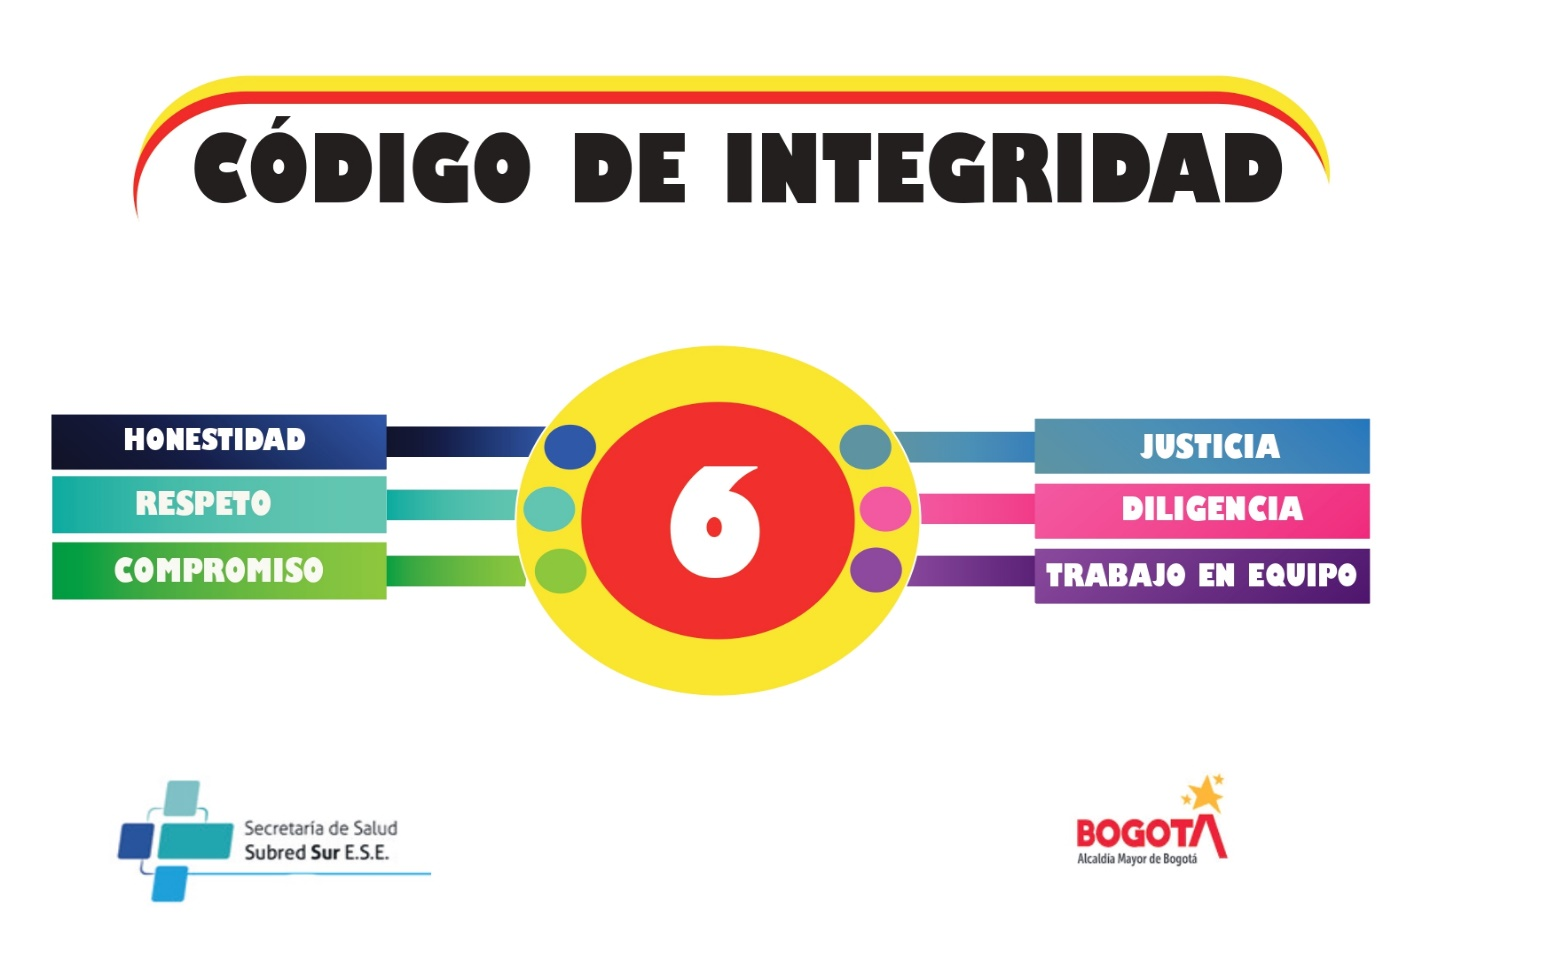 CÓDIGO DE INTEGRIDAD
HONESTIDAD
RESPETO
COMPROMISO
6
JUSTICIA
DILIGENCIA
TRABAJO EN EQUIPO
Secretaría de Salud
Subred Sur E.S.E.
BOGOTÁ
Alcaldía Mayor de Bogotá